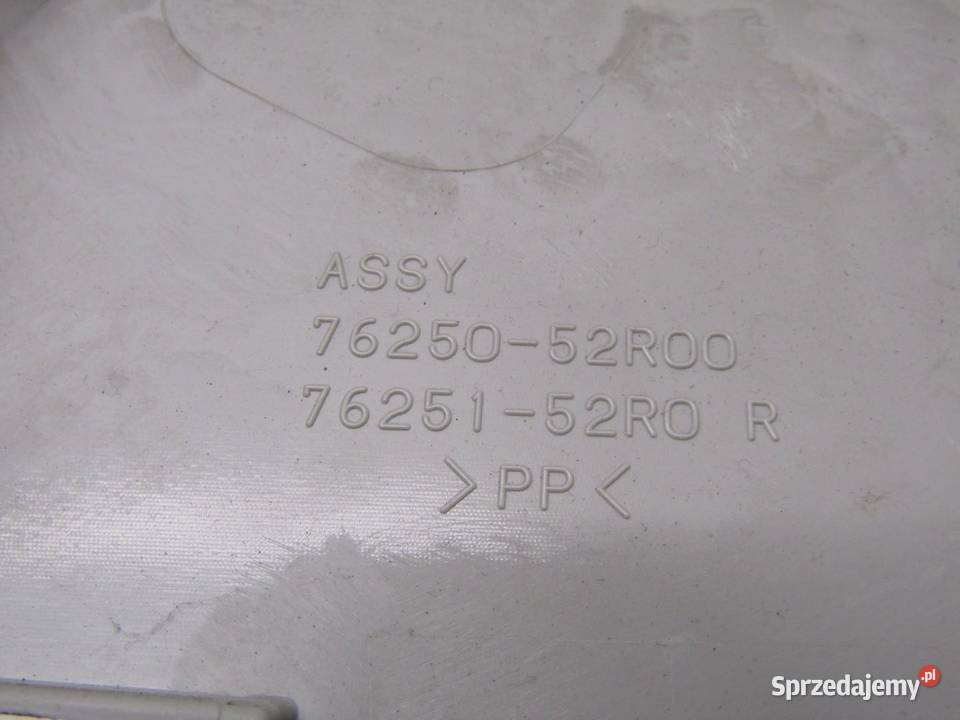 ASSY
76250-52R00
76251-52R0 R
>PP<
Sprzedajemy.pl